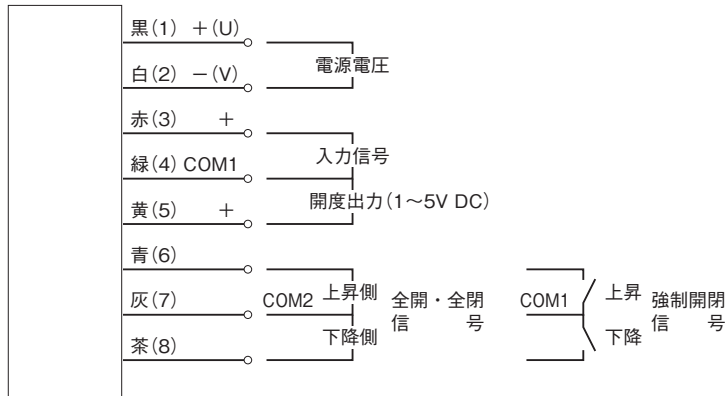 黒(1) +(U)
電源電圧
白(2) −(V)
赤(3) +
入力信号
緑(4) COM1
開度出力(1〜5V DC)
黄(5) +
青(6)
上昇側
灰(7) COM2
下降側
茶(8)
全開・全閉
信 号
COM1
上昇
下降
強制開閉
信 号